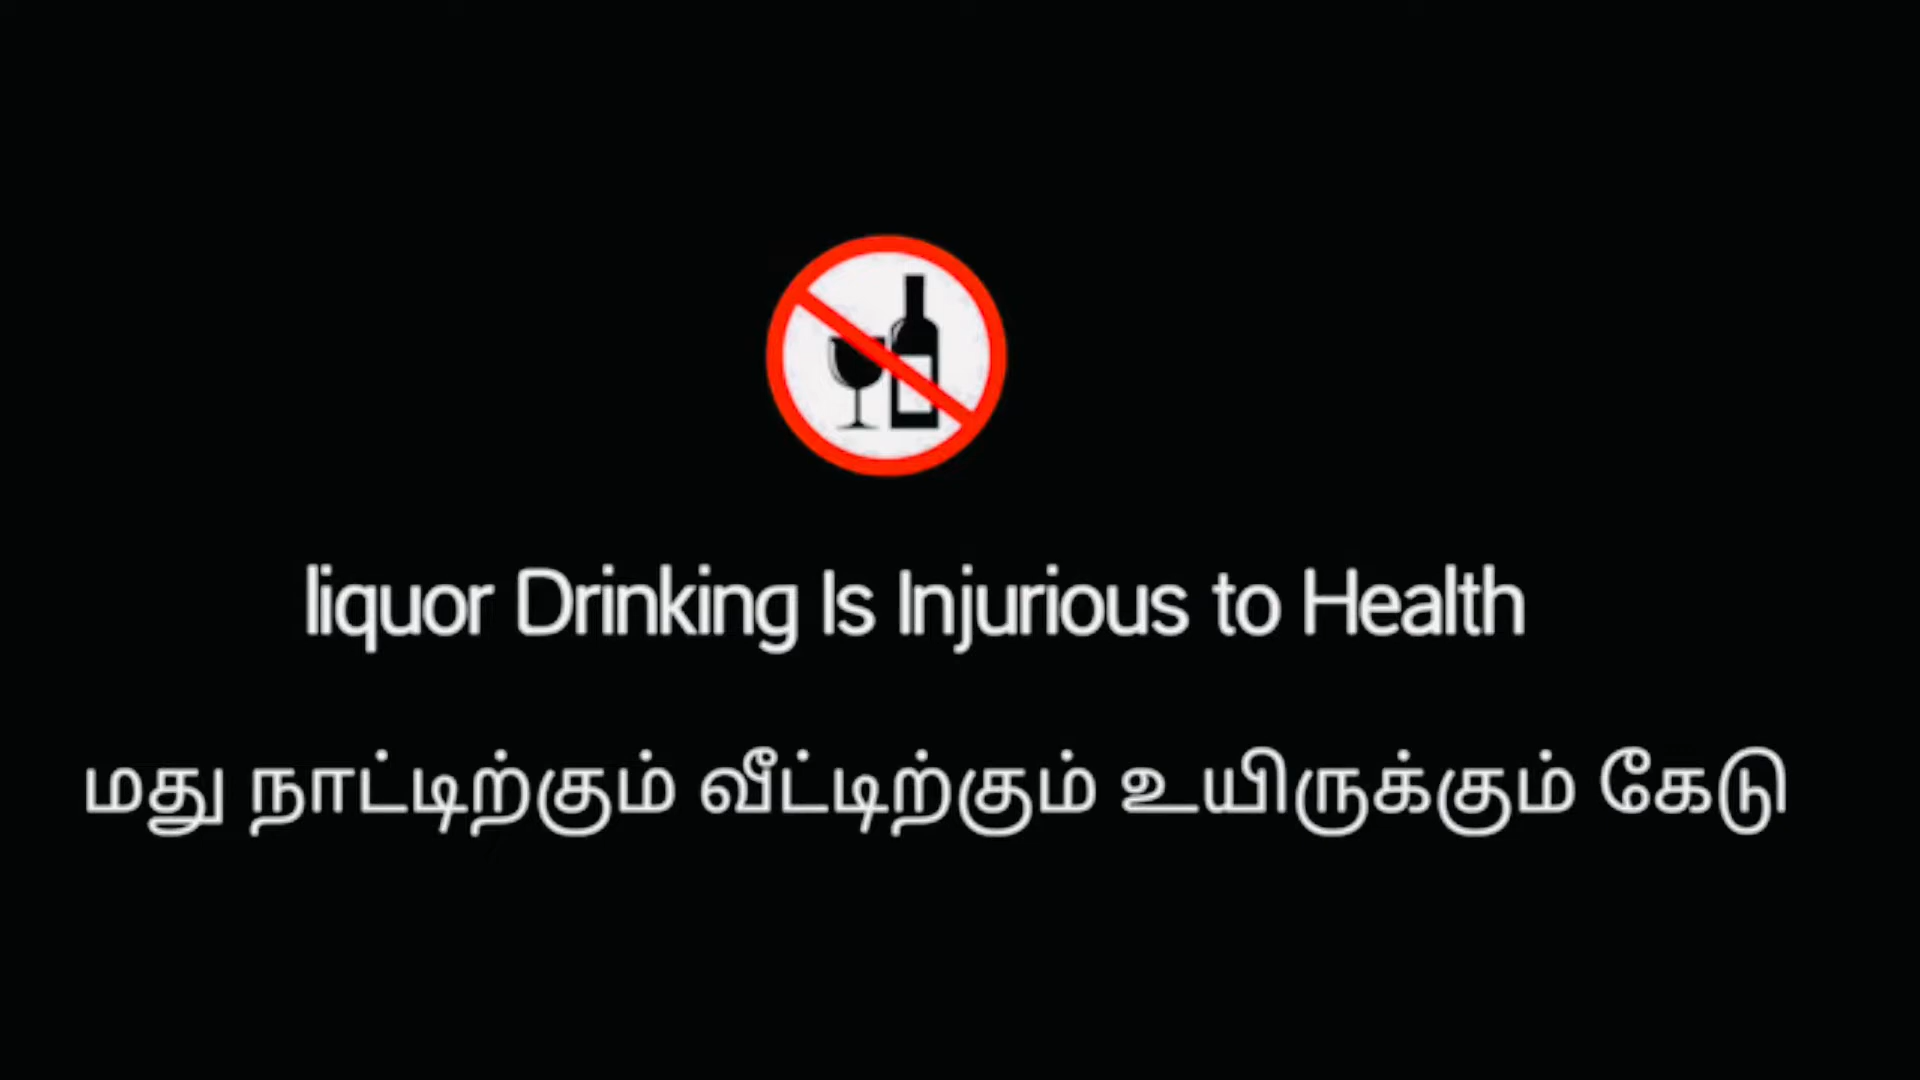 liquor Drinking Is Injurious to Health
மது நாட்டிற்கும் வீட்டிற்கும் உயிருக்கும் கேடு